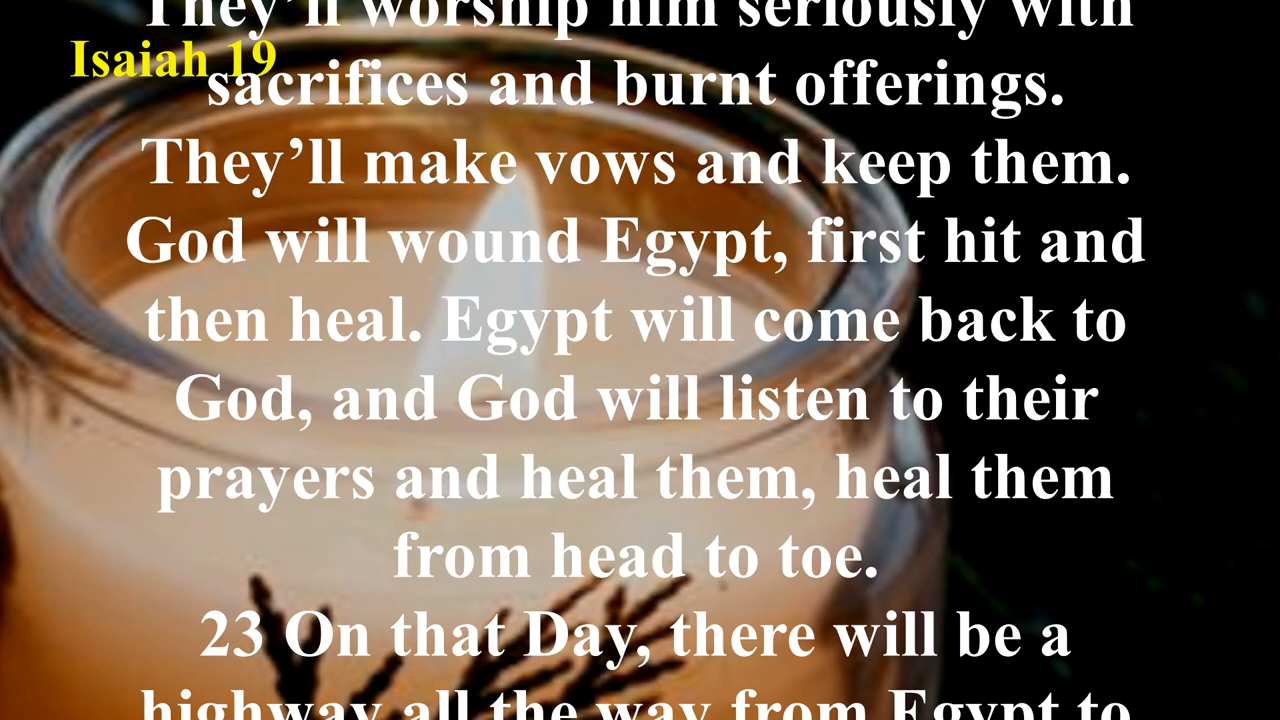 They’ll worship him seriously with
Isaiah 19
sacrifices and burnt offerings.
They’ll make vows and keep them.
God will wound Egypt, first hit and
then heal. Egypt will come back to
God, and God will listen to their
prayers and heal them, heal them
from head to toe.
23 On that Day, there will be a
highway all the way from Egypt to